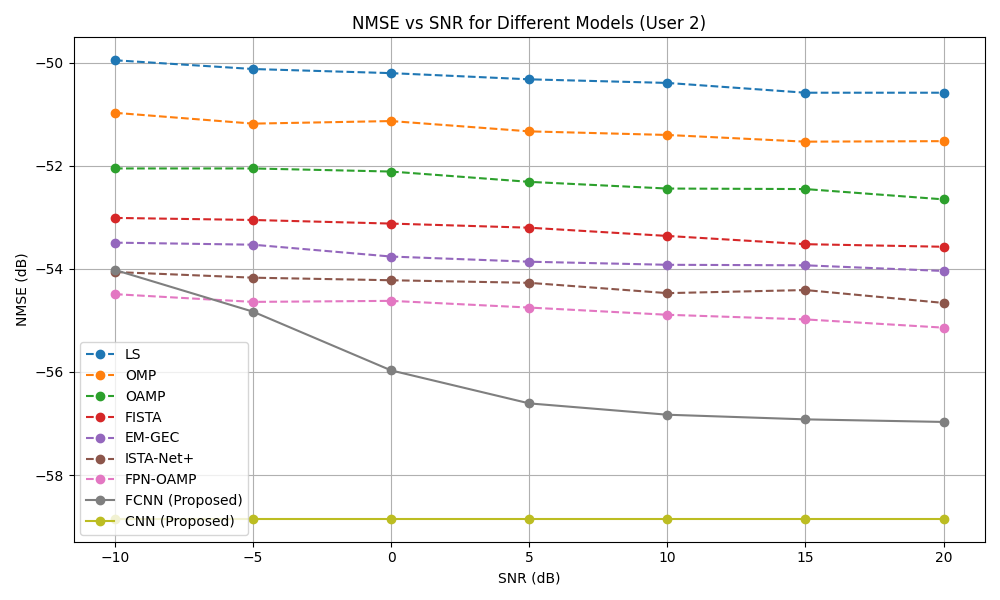 NMSE vs SNR for Different Models (User 2)
NMSE (dB)
−50
−52
−54
−56
−58
LS
OMP
OAMP
FISTA
EM-GEC
ISTA-Net+
FPN-OAMP
FCNN (Proposed)
CNN (Proposed)
−10 −5 0 5 10 15 20
SNR (dB)